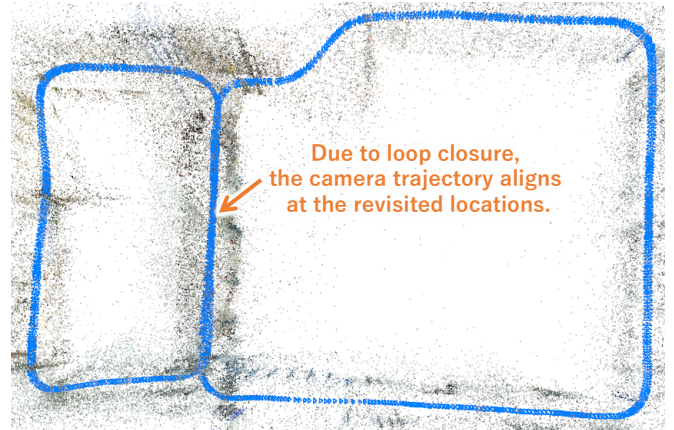 Due to loop closure,
the camera trajectory aligns
at the revisited locations.